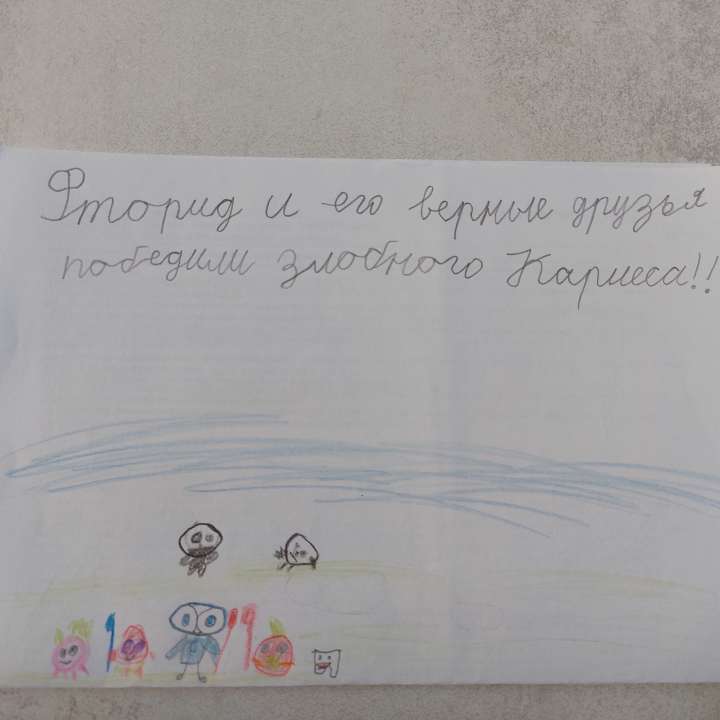 Фторид и его верные друзья
победили злобного Кариеса!!